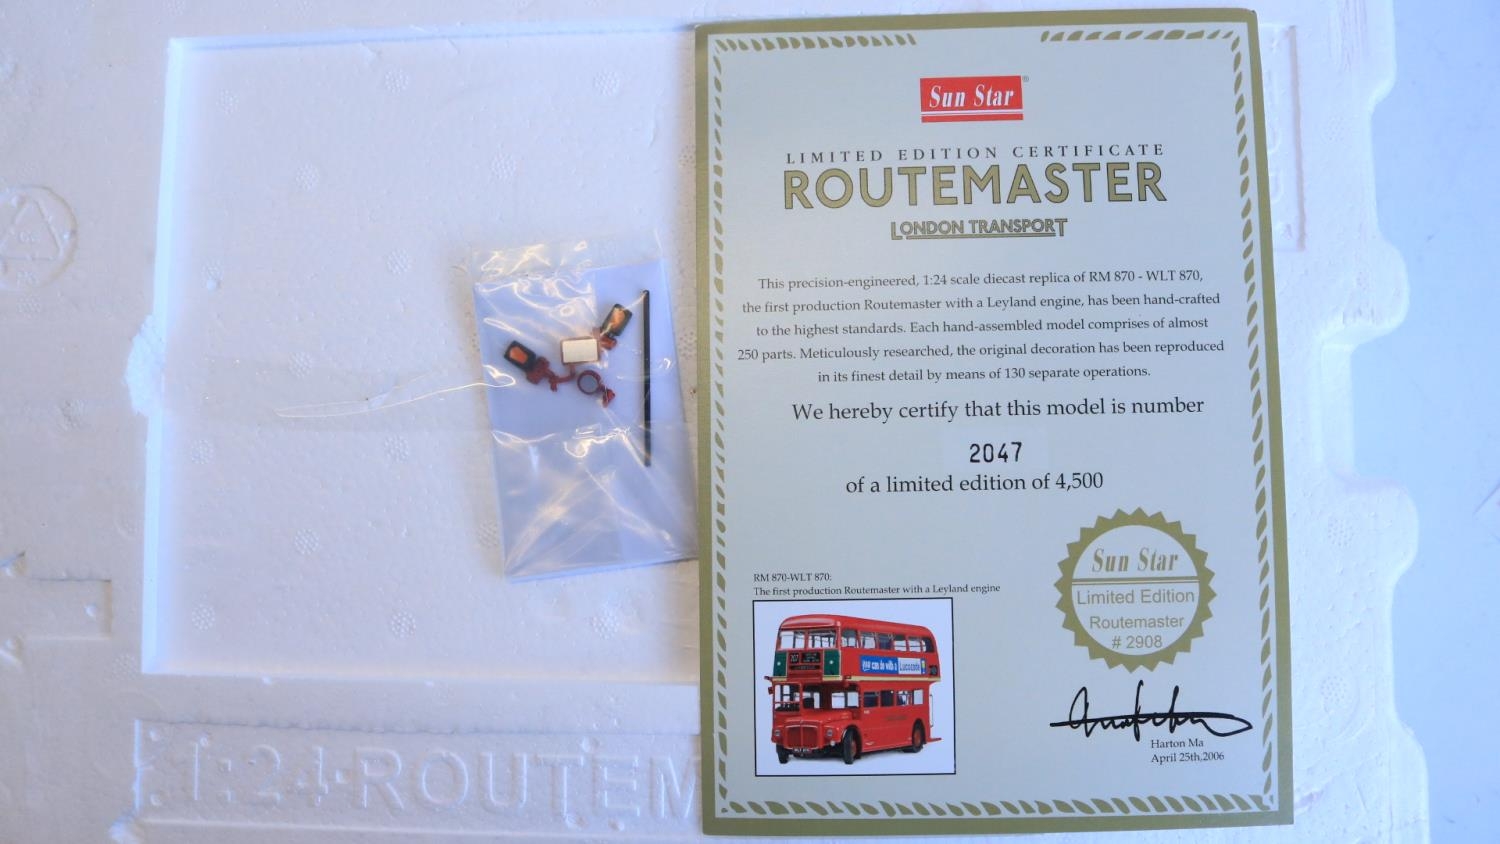 Sun Star
LIMITED EDITION CERTIFICATE
ROUTEMASTER
LONDON TRANSPORT
This precision-engineered, 1:24 scale diecast replica of RM 870 - WLT 870,
the first production Routemaster with a Leyland engine, has been hand-crafted
to the highest standards. Each hand-assembled model comprises of almost
250 parts. Meticulously researched, the original decoration has been reproduced
in its finest detail by means of 130 separate operations.
We hereby certify that this model is number
2047
of a limited edition of 4,500
RM 870-WLT 870:
The first production Routemaster with a Leyland engine
Sun Star
Limited Edition
Routemaster
# 2908
Harton Ma
April 25th,2006
1:24·ROUTEM